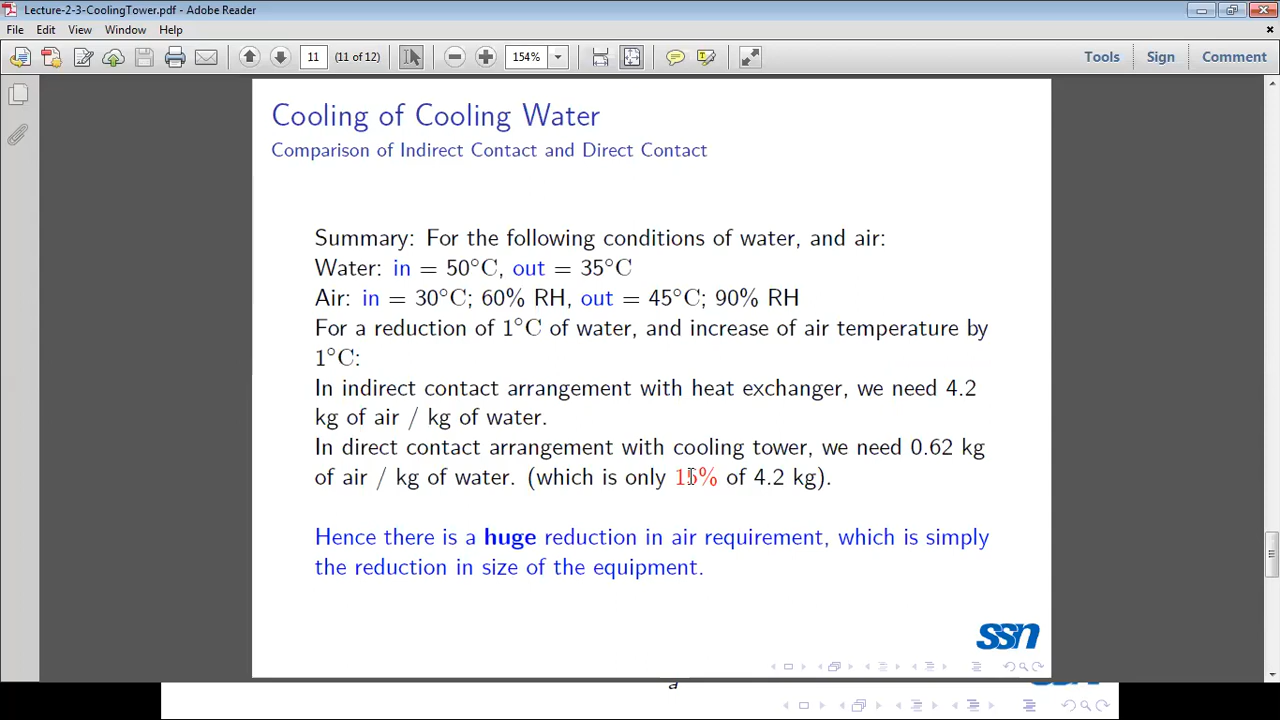 Lecture-2-3-CoolingTower.pdf - Adobe Reader
File Edit View Window Help
11 (11 of 12) 154% Tools Sign Comment
Cooling of Cooling Water
Comparison of Indirect Contact and Direct Contact
Summary: For the following conditions of water, and air:
Water: in = 50°C, out = 35°C
Air: in = 30°C; 60% RH, out = 45°C; 90% RH
For a reduction of 1°C of water, and increase of air temperature by
1°C:
In indirect contact arrangement with heat exchanger, we need 4.2
kg of air / kg of water.
In direct contact arrangement with cooling tower, we need 0.62 kg
of air / kg of water. (which is only 15% of 4.2 kg).
Hence there is a huge reduction in air requirement, which is simply
the reduction in size of the equipment.
ssn